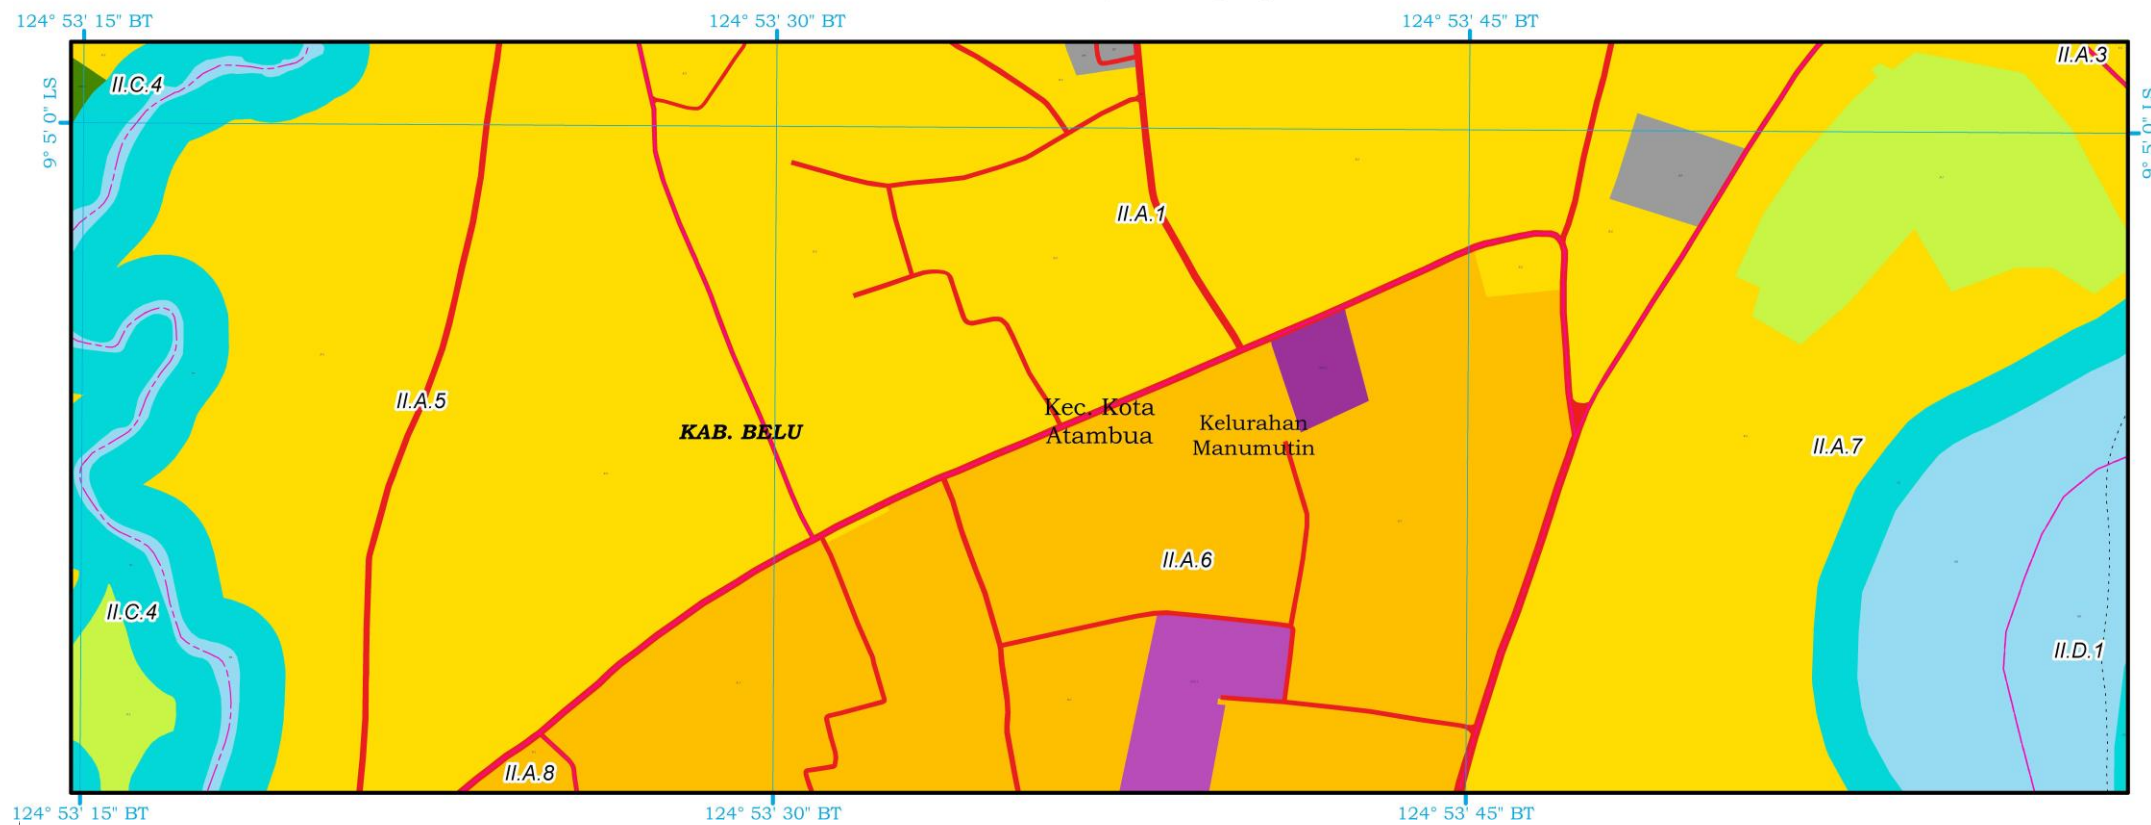 124° 53' 15" BT
124° 53' 30" BT
124° 53' 45" BT
9° 5' 0" LS
9° 5' 0" LS
II.C.4
II.A.3
II.A.1
II.A.5
KAB. BELU
Kec. Kota
Atambua
Kelurahan
Manumutin
II.A.7
II.A.6
II.C.4
II.D.1
II.A.8
124° 53' 15" BT
124° 53' 30" BT
124° 53' 45" BT